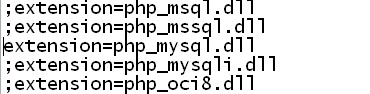 ;extension=php_msql.dll
;extension=php_mssql.dll
extension=php_mysql.dll
;extension=php_mysqli.dll
;extension=php_oci8.dll